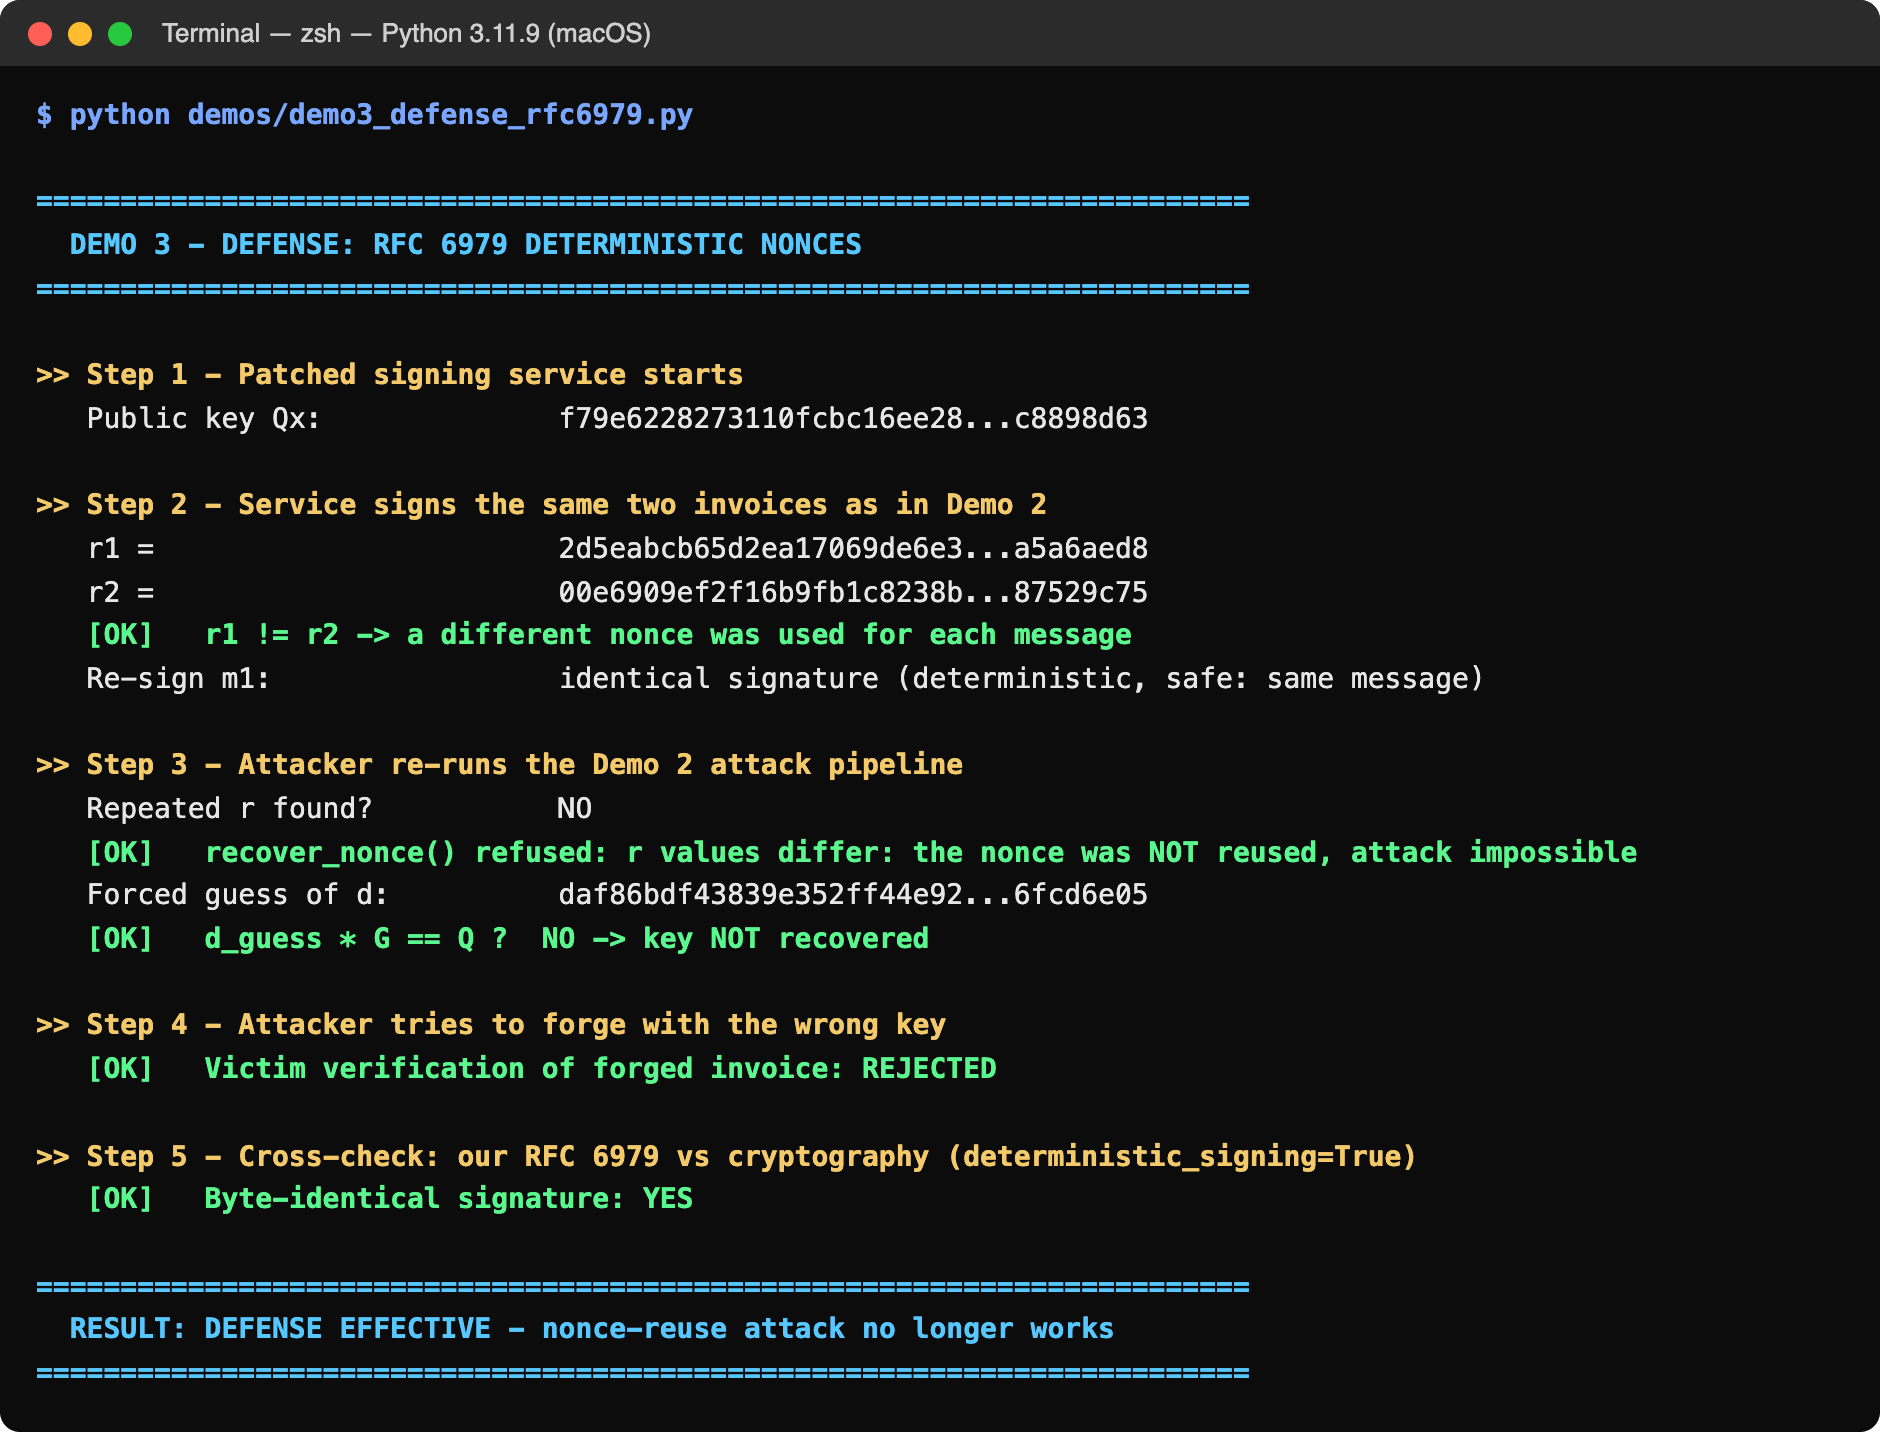 Terminal — zsh — Python 3.11.9 (macOS)
$ python demos/demo3_defense_rfc6979.py
========================================================================
DEMO 3 - DEFENSE: RFC 6979 DETERMINISTIC NONCES
========================================================================
>> Step 1 - Patched signing service starts
Public key Qx: f79e6228273110fcbc16ee28...c8898d63
>> Step 2 - Service signs the same two invoices as in Demo 2
r1 = 2d5eabcb65d2ea17069de6e3...a5a6aed8
r2 = 00e6909ef2f16b9fb1c8238b...87529c75
[OK] r1 != r2 -> a different nonce was used for each message
Re-sign m1: identical signature (deterministic, safe: same message)
>> Step 3 - Attacker re-runs the Demo 2 attack pipeline
Repeated r found? NO
[OK] recover_nonce() refused: r values differ: the nonce was NOT reused, attack impossible
Forced guess of d: daf86bdf43839e352ff44e92...6fcd6e05
[OK] d_guess * G == Q ? NO -> key NOT recovered
>> Step 4 - Attacker tries to forge with the wrong key
[OK] Victim verification of forged invoice: REJECTED
>> Step 5 - Cross-check: our RFC 6979 vs cryptography (deterministic_signing=True)
[OK] Byte-identical signature: YES
========================================================================
RESULT: DEFENSE EFFECTIVE - nonce-reuse attack no longer works
========================================================================